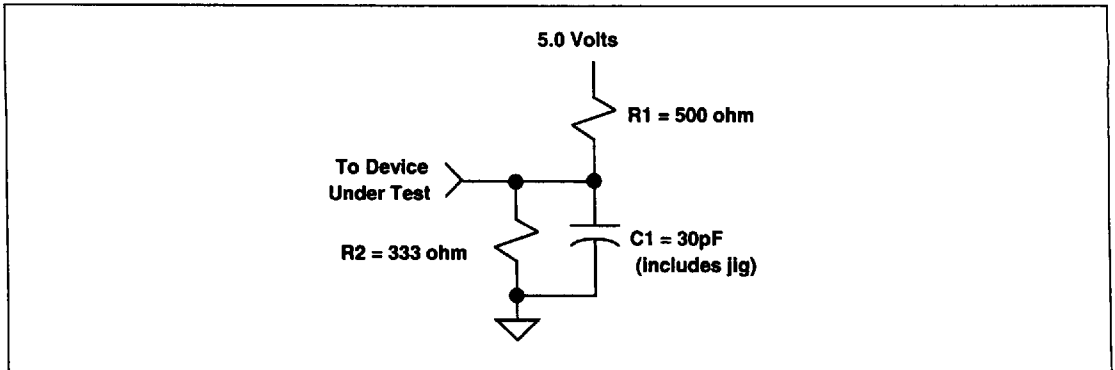 5.0 Volts
R1 = 500 ohm
To Device
Under Test
R2 = 333 ohm
C1 = 30pF
(includes jig)